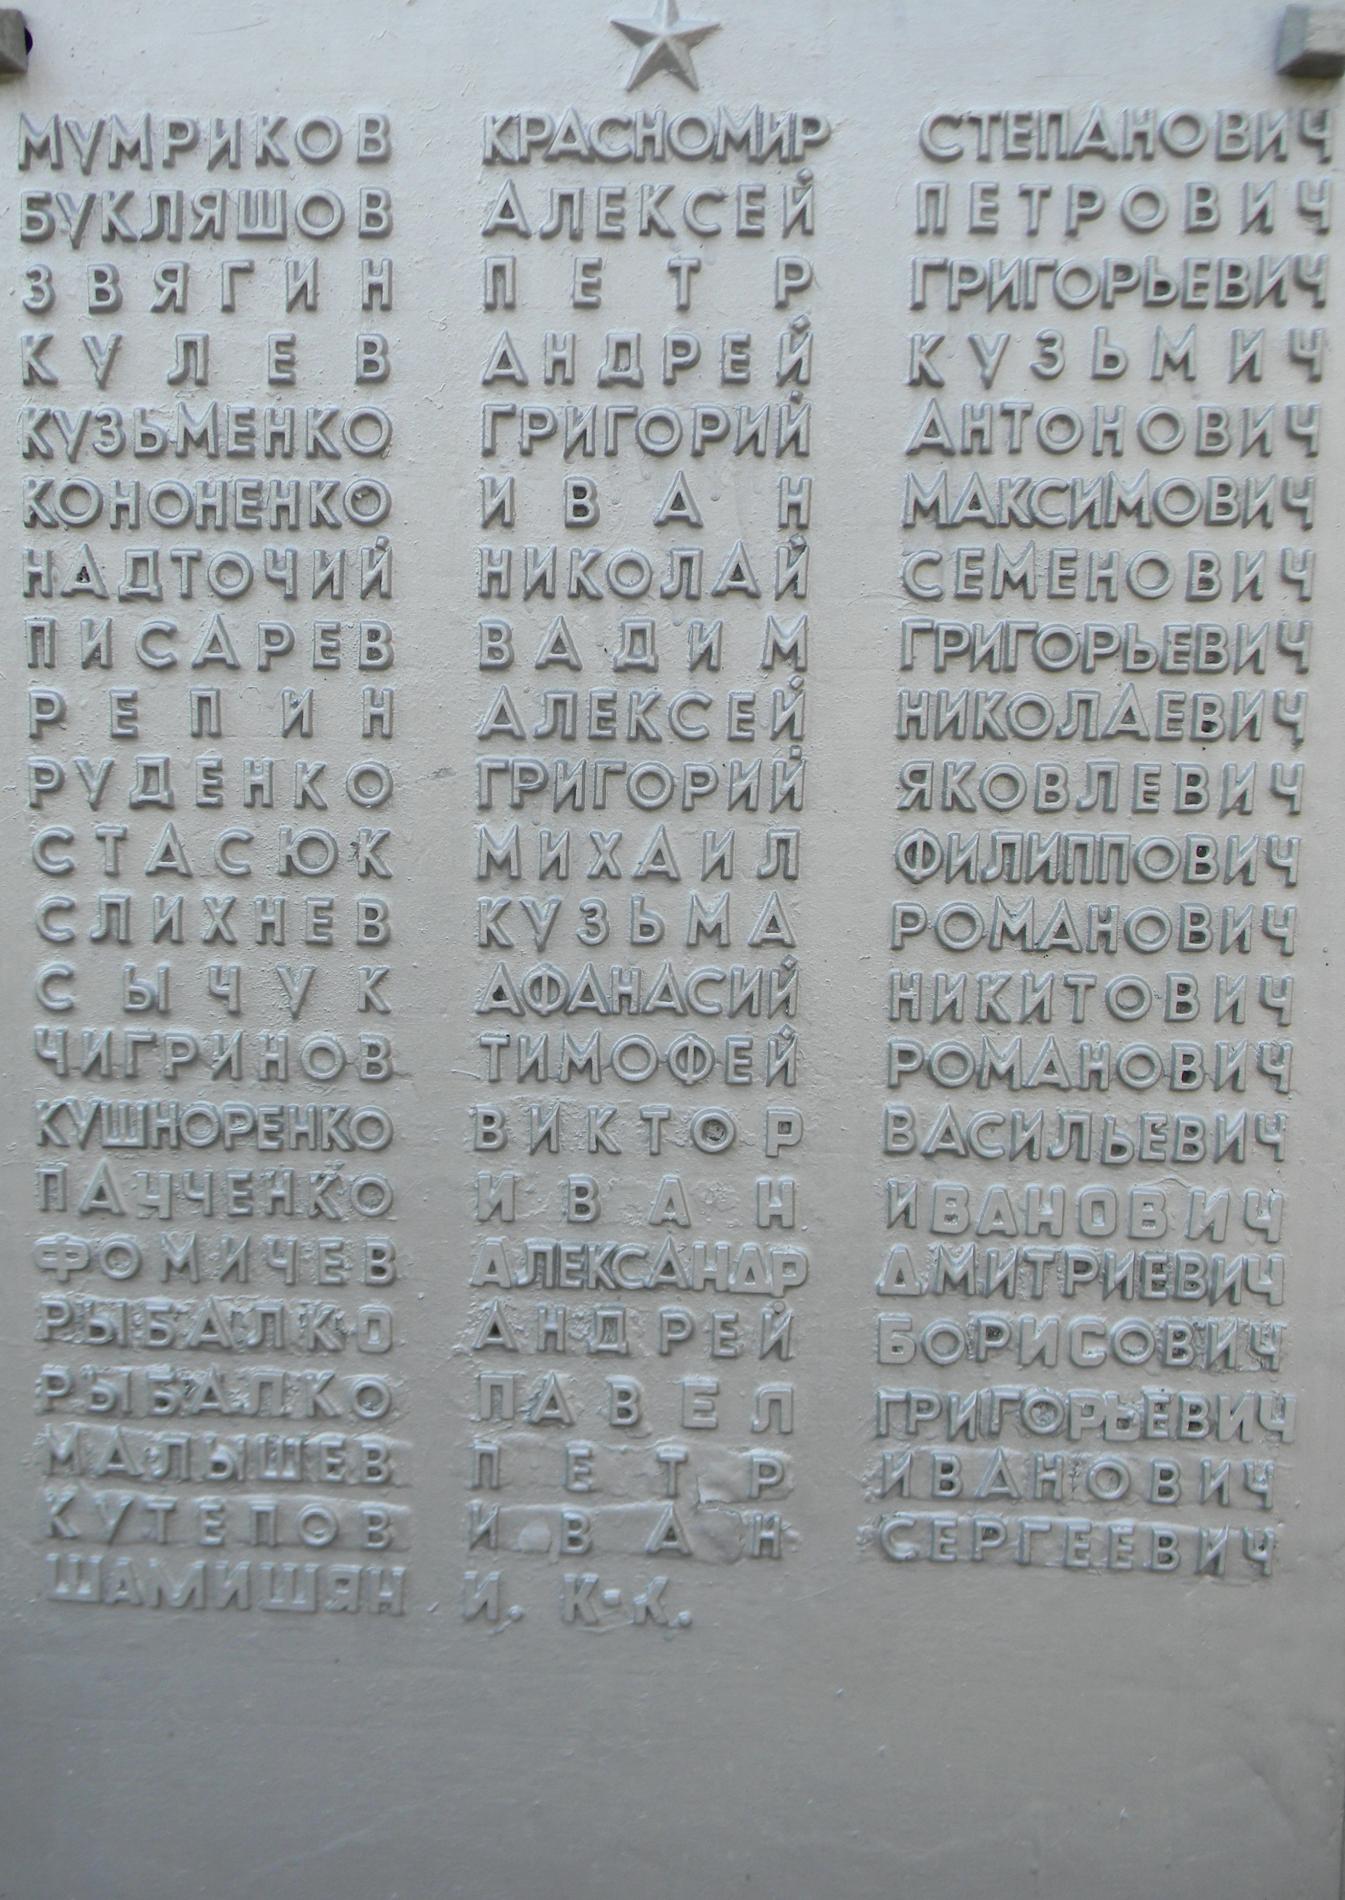 МУМРИКОВ КРАСНОМИР СТЕПАНОВИЧ
БУКЛЯШОВ АЛЕКСЕЙ ПЕТРОВИЧ
ЗВЯГИН ПЕТР ГРИГОРЬЕВИЧ
КУЛЕВ АНДРЕЙ КУЗЬМИЧ
КУЗЬМЕНКО ГРИГОРИЙ АНТОНОВИЧ
КОНОНЕНКО ИВАН МАКСИМОВИЧ
НАДТОЧИЙ НИКОЛАЙ СЕМЕНОВИЧ
ПИСАРЕВ ВАДИМ ГРИГОРЬЕВИЧ
РЕПИН АЛЕКСЕЙ НИКОЛАЕВИЧ
РУДЕНКО ГРИГОРИЙ ЯКОВЛЕВИЧ
СТАСЮК МИХАИЛ ФИЛИППОВИЧ
СЛИХНЕВ КУЗЬМА РОМАНОВИЧ
СЫЧУК АФАНАСИЙ НИКИТОВИЧ
ЧИГРИНОВ ТИМОФЕЙ РОМАНОВИЧ
КУШНОРЕНКО ВИКТОР ВАСИЛЬЕВИЧ
ПАЧЧЕНКО ИВАН ИВАНОВИЧ
ФОМИЧЕВ АЛЕКСАНДР ДМИТРИЕВИЧ
РЫБАЛКО АНДРЕЙ БОРИСОВИЧ
РЫБАЛКО ПАВЕЛ ГРИГОРЬЕВИЧ
МАЛЫШЕВ ПЕТР ИВАНОВИЧ
КУТЕПОВ ИВАН СЕРГЕЕВИЧ
ШАМИШЯН И. К-К.